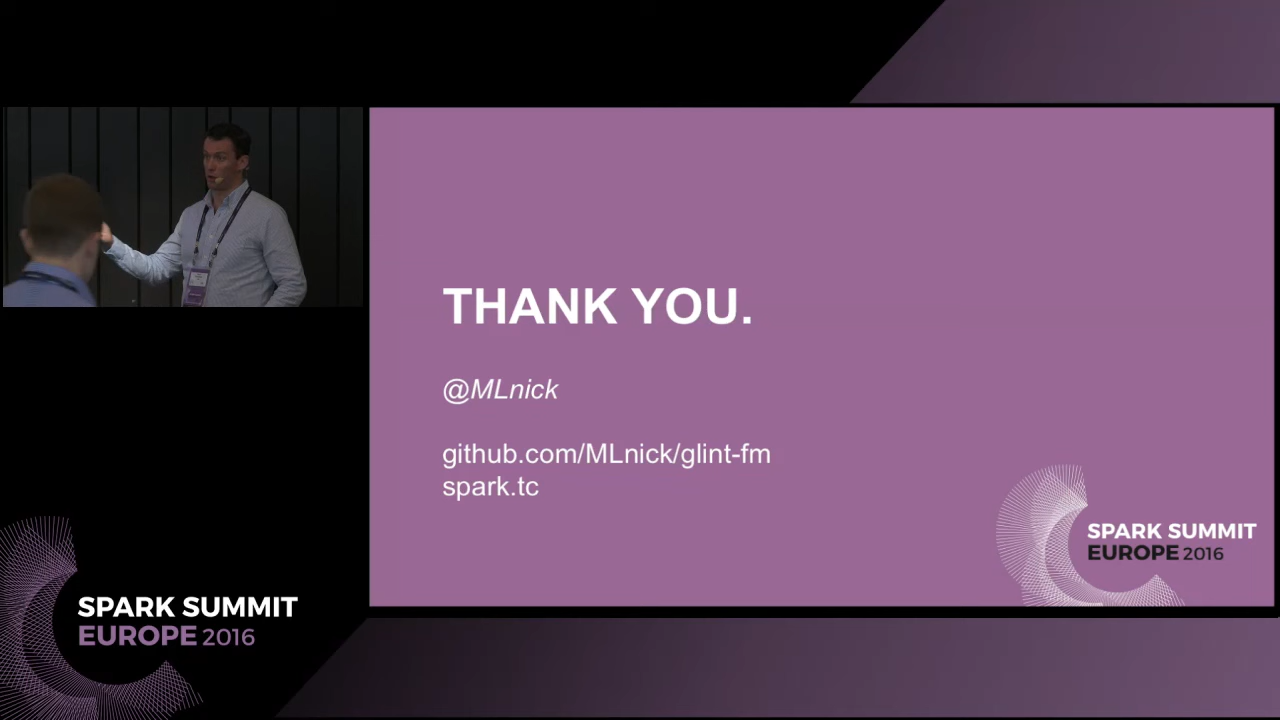 THANK YOU.
@MLnick
github.com/MLnick/glint-fm
spark.tc
SPARK SUMMIT
EUROPE 2016
SPARK SUMMIT
EUROPE 2016